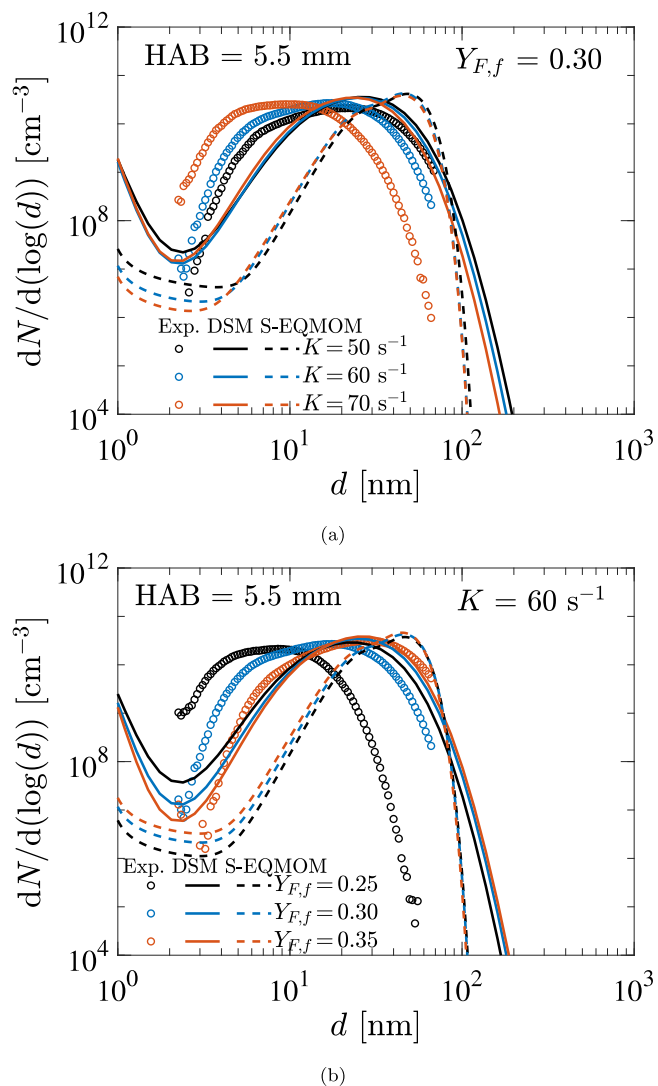 10^12
HAB = 5.5 mm
Y_{F,f} = 0.30
dN/d(log(d)) [cm^{-3}]
10^8
Exp. DSM S-EQMOM
K = 50 s^{-1}
K = 60 s^{-1}
K = 70 s^{-1}
10^4
10^0 10^1 10^2 10^3
d [nm]
(a)
10^12
HAB = 5.5 mm
K = 60 s^{-1}
dN/d(log(d)) [cm^{-3}]
10^8
Exp. DSM S-EQMOM
Y_{F,f} = 0.25
Y_{F,f} = 0.30
Y_{F,f} = 0.35
10^4
10^0 10^1 10^2 10^3
d [nm]
(b)